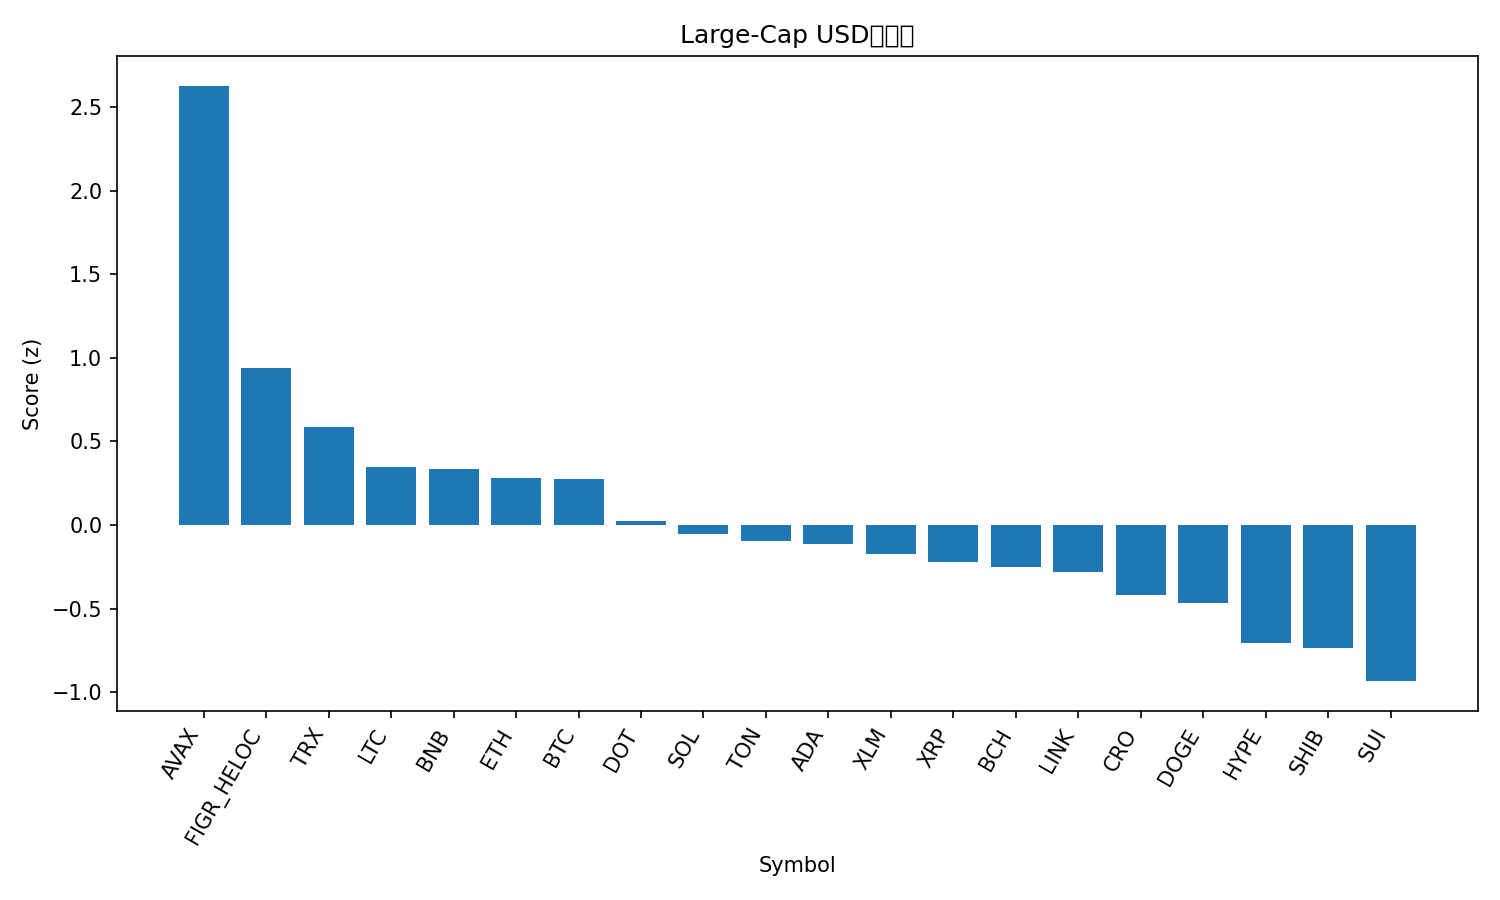 Large-Cap USD
Score (z)
2.5
2.0
1.5
1.0
0.5
0.0
−0.5
−1.0
AVAX
FIGR_HELOC
TRX
LTC
BNB
ETH
BTC
DOT
SOL
TON
ADA
XLM
XRP
BCH
LINK
CRO
DOGE
HYPE
SHIB
SUI
Symbol